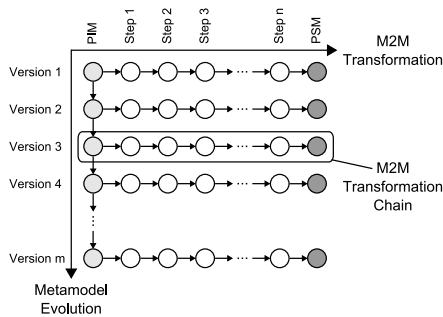 PIM
Step 1
Step 2
Step 3
Step n
PSM
M2M
Transformation
Version 1
...
Version 2
...
Version 3
...
Version 4
...
M2M
Transformation
Chain
...
Version m
...
Metamodel
Evolution